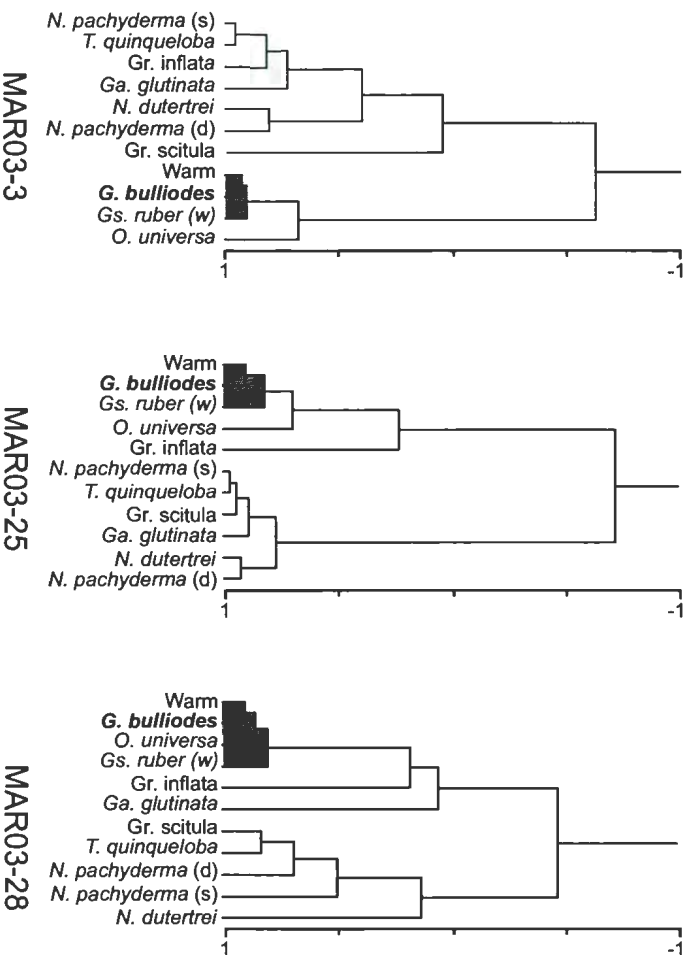 MAR03-3
N. pachyderma (s)
T. quinqueloba
Gr. inflata
Ga. glutinata
N. dutertrei
N. pachyderma (d)
Gr. scitula
Warm
G. bulliodes
Gs. ruber (w)
O. universa
1 -1
MAR03-25
Warm
G. bulliodes
Gs. ruber (w)
O. universa
Gr. inflata
N. pachyderma (s)
T. quinqueloba
Gr. scitula
Ga. glutinata
N. dutertrei
N. pachyderma (d)
1 -1
MAR03-28
Warm
G. bulliodes
O. universa
Gs. ruber (w)
Gr. inflata
Ga. glutinata
Gr. scitula
T. quinqueloba
N. pachyderma (d)
N. pachyderma (s)
N. dutertrei
1 -1